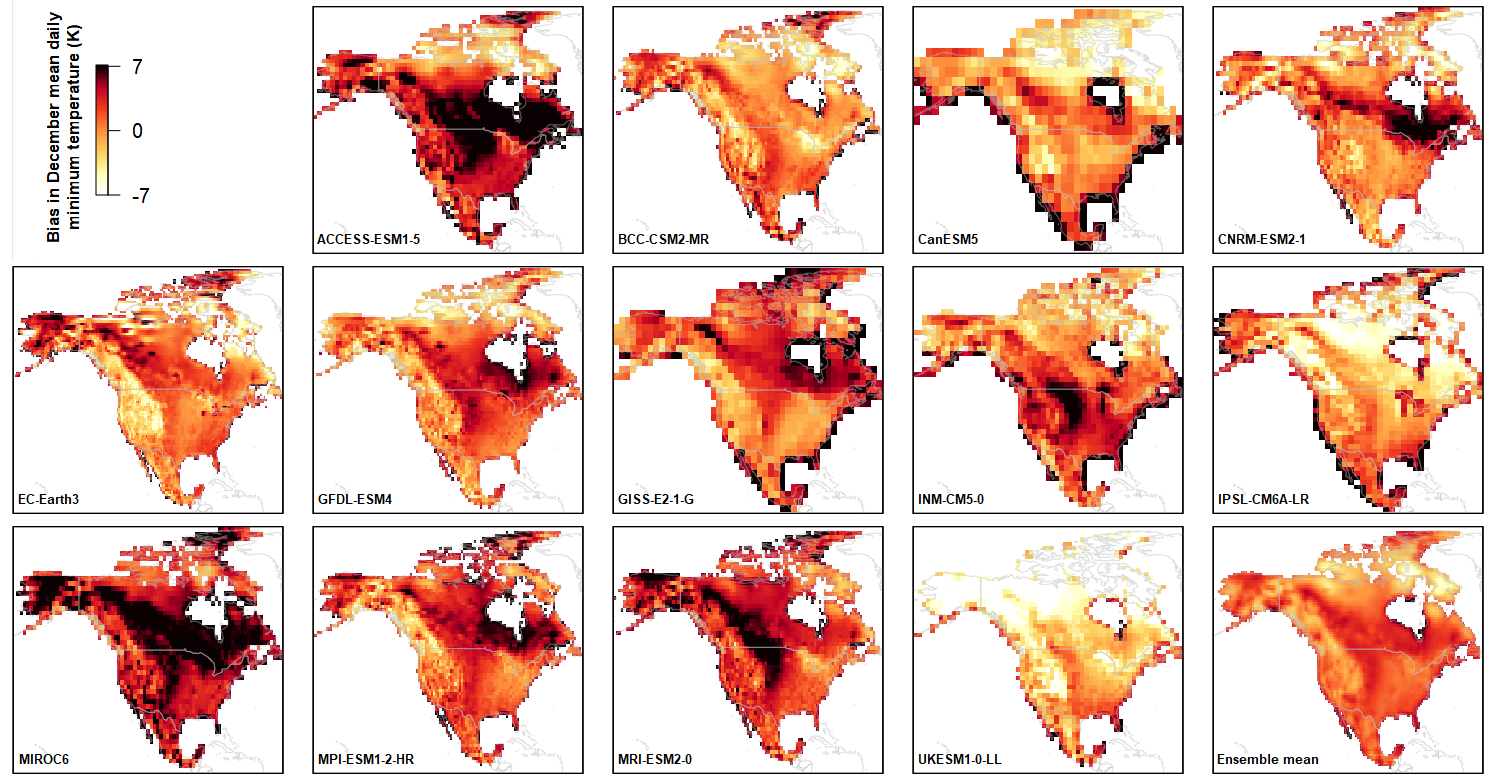 Bias in December mean daily
minimum temperature (K)
7
0
-7
ACCESS-ESM1-5
BCC-CSM2-MR
CanESM5
CNRM-ESM2-1
EC-Earth3
GFDL-ESM4
GISS-E2-1-G
INM-CM5-0
IPSL-CM6A-LR
MIROC6
MPI-ESM1-2-HR
MRI-ESM2-0
UKESM1-0-LL
Ensemble mean